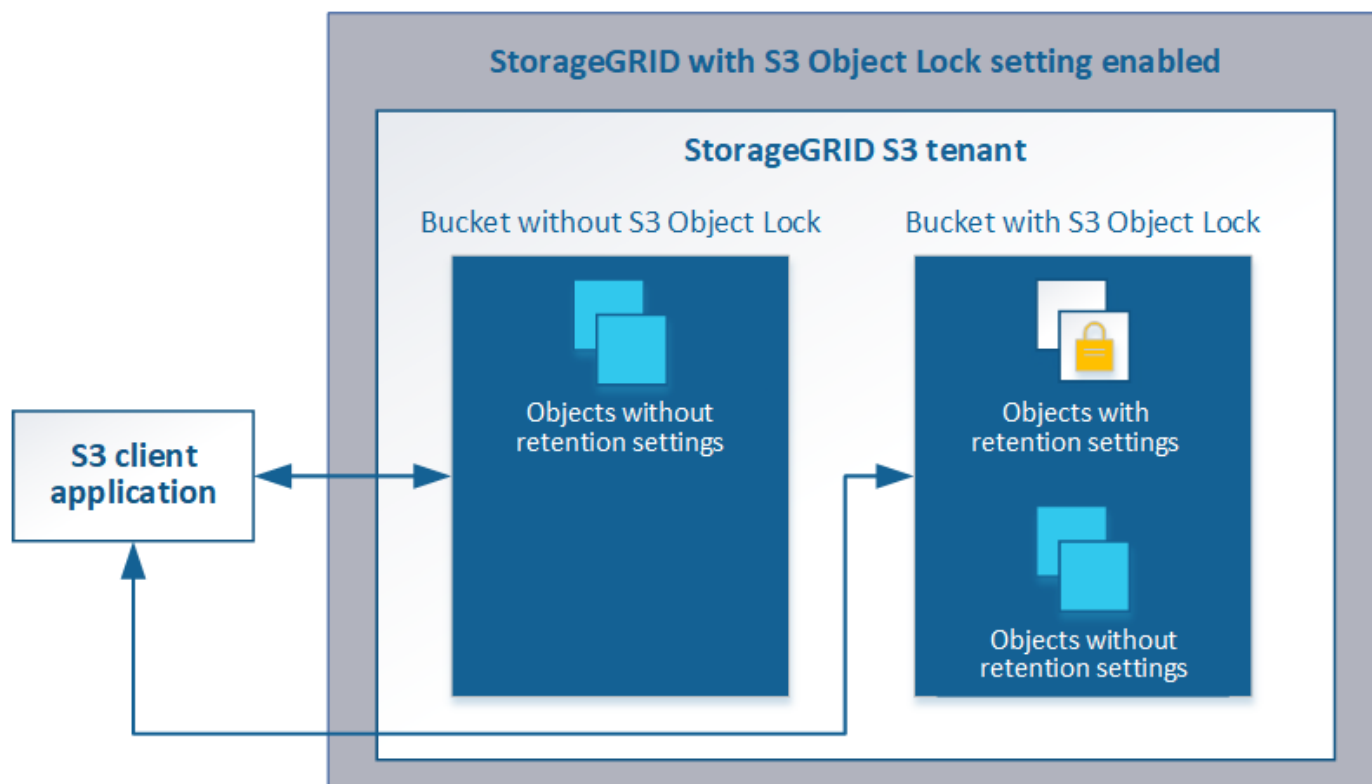 StorageGRID with S3 Object Lock setting enabled
StorageGRID S3 tenant
Bucket without S3 Object Lock
Bucket with S3 Object Lock
Objects without
retention settings
Objects with
retention settings
S3 client
application
Objects without
retention settings